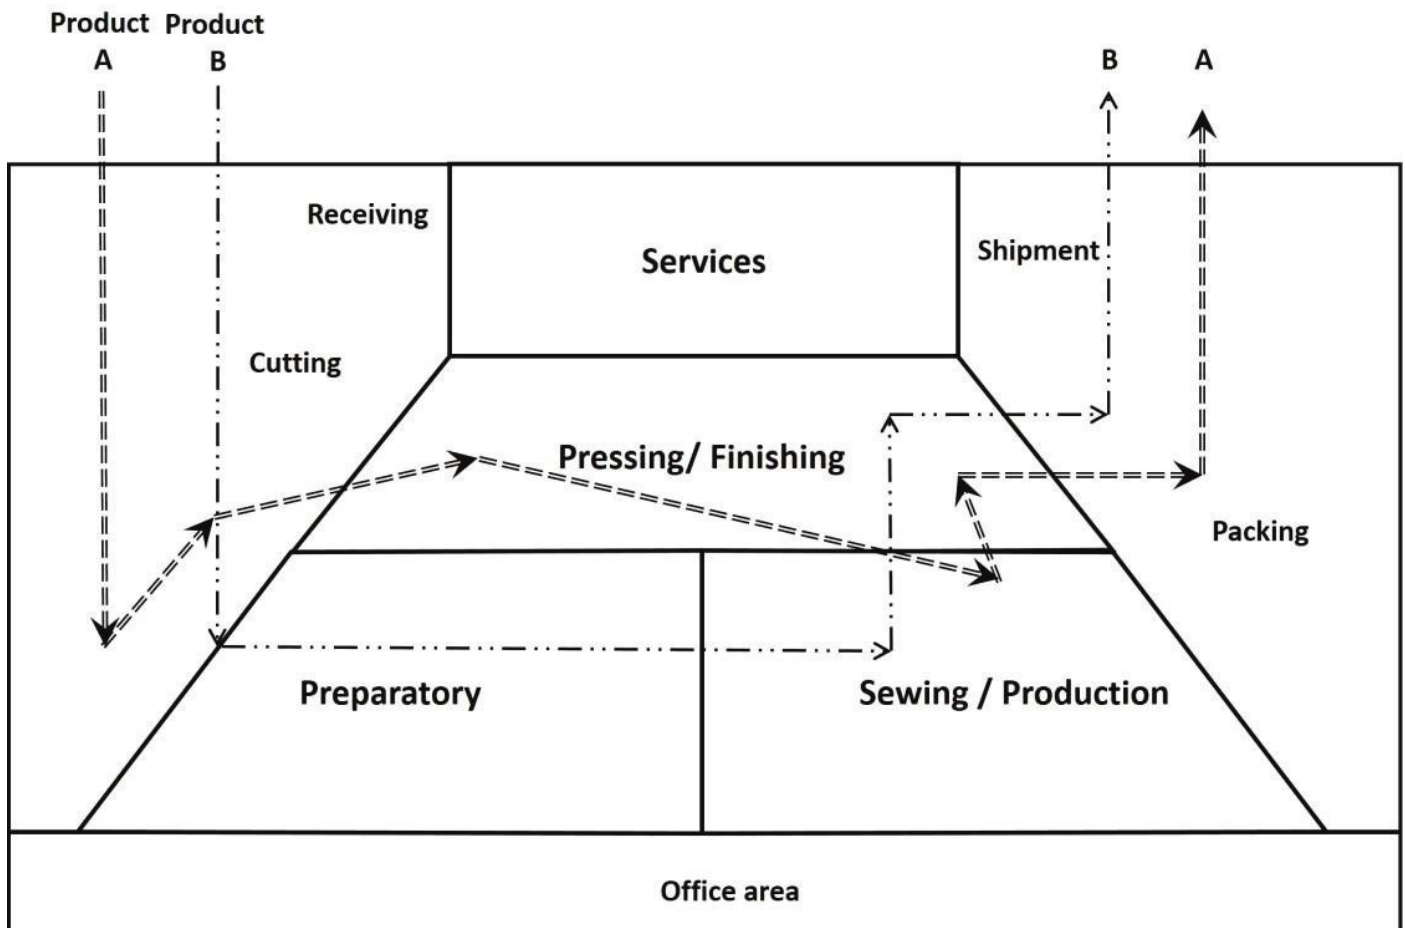 Product Product
A B
B A
Receiving
Services
Shipment
Cutting
Pressing/ Finishing
Packing
Preparatory
Sewing / Production
Office area